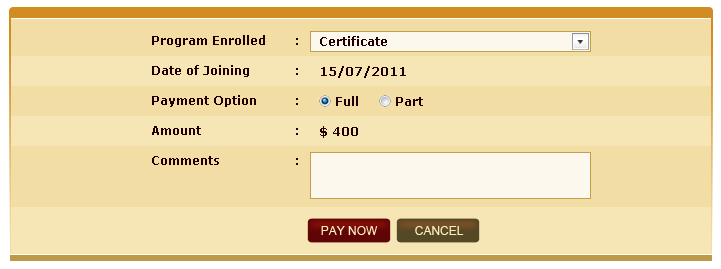 Program Enrolled : Certificate
Date of Joining : 15/07/2011
Payment Option : Full Part
Amount : $ 400
Comments :
PAY NOW CANCEL